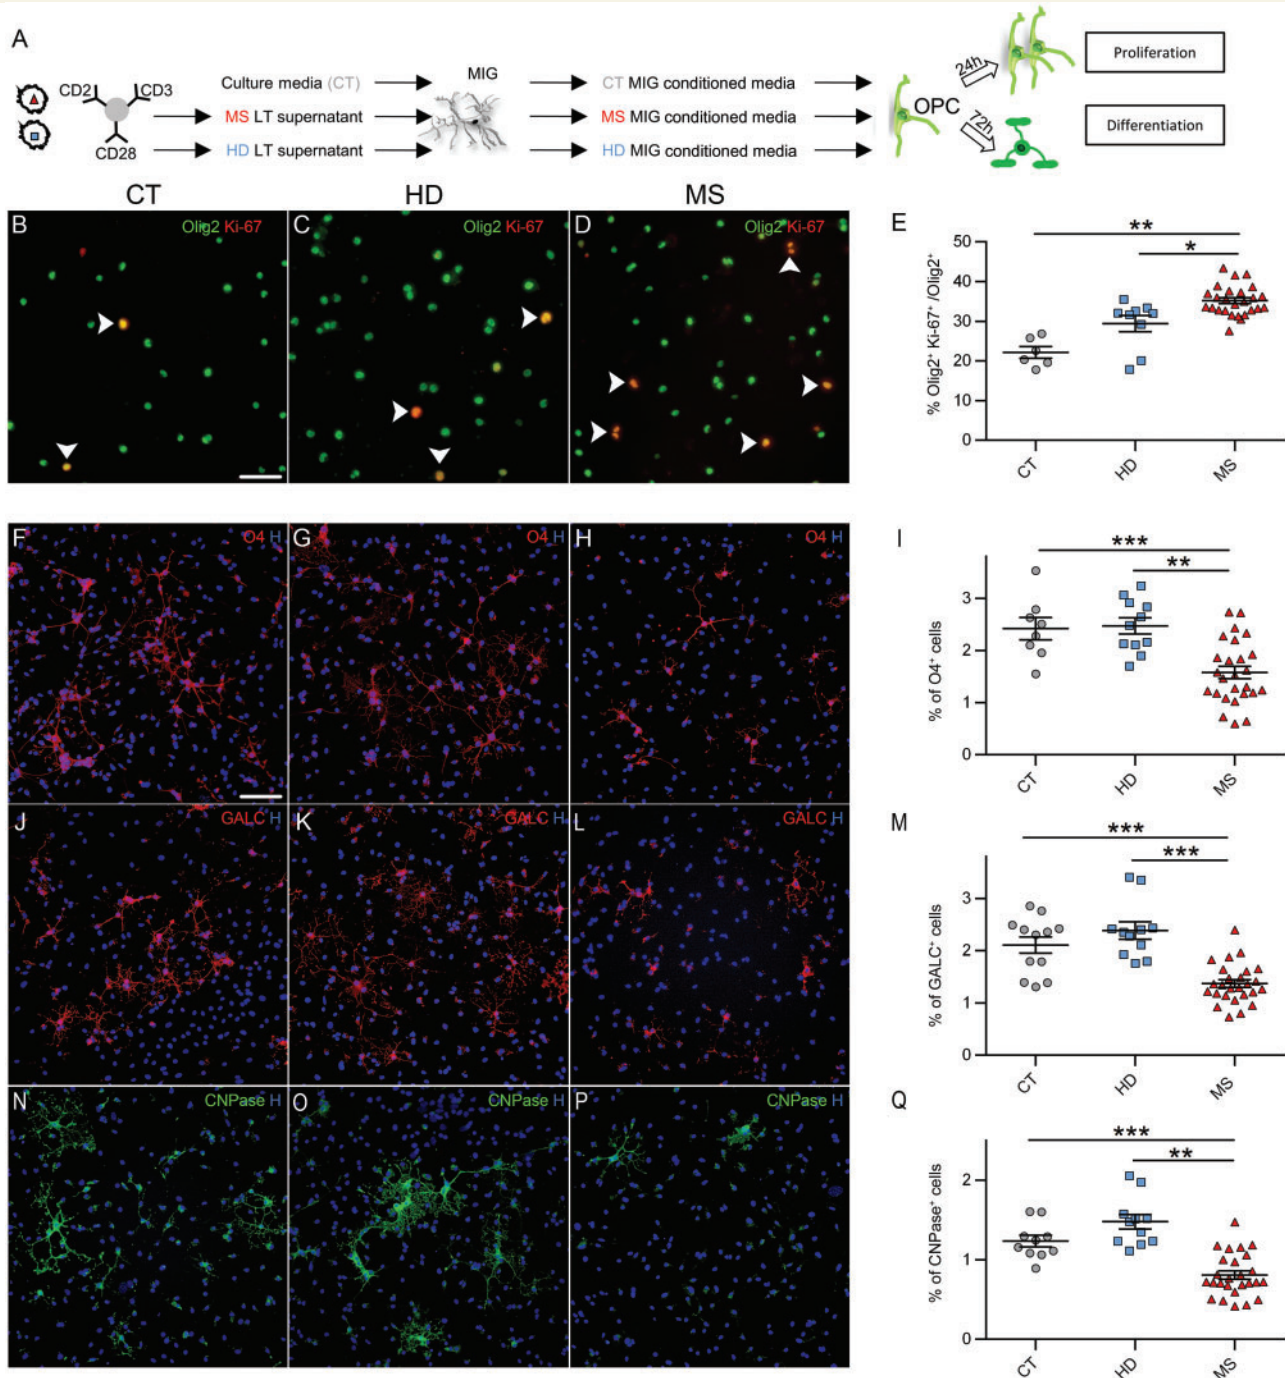 A
CD2
CD3
CD28
Culture media (CT)
MS LT supernatant
HD LT supernatant
MIG
CT MIG conditioned media
MS MIG conditioned media
HD MIG conditioned media
OPC
24h
72h
Proliferation
Differentiation
CT
HD
MS
B
Olig2 Ki-67
C
Olig2 Ki-67
D
Olig2 Ki-67
E
% Olig2⁺ Ki-67⁺ /Olig2⁺
50
40
30
20
10
0
**
*
CT
HD
MS
F
O4 H
G
O4 H
H
O4 H
I
% of O4⁺ cells
3
2
1
0
***
**
CT
HD
MS
J
GALC H
K
GALC H
L
GALC H
M
% of GALC⁺ cells
3
2
1
0
***
***
CT
HD
MS
N
CNPase H
O
CNPase H
P
CNPase H
Q
% of CNPase⁺ cells
2
1
0
***
**
CT
HD
MS